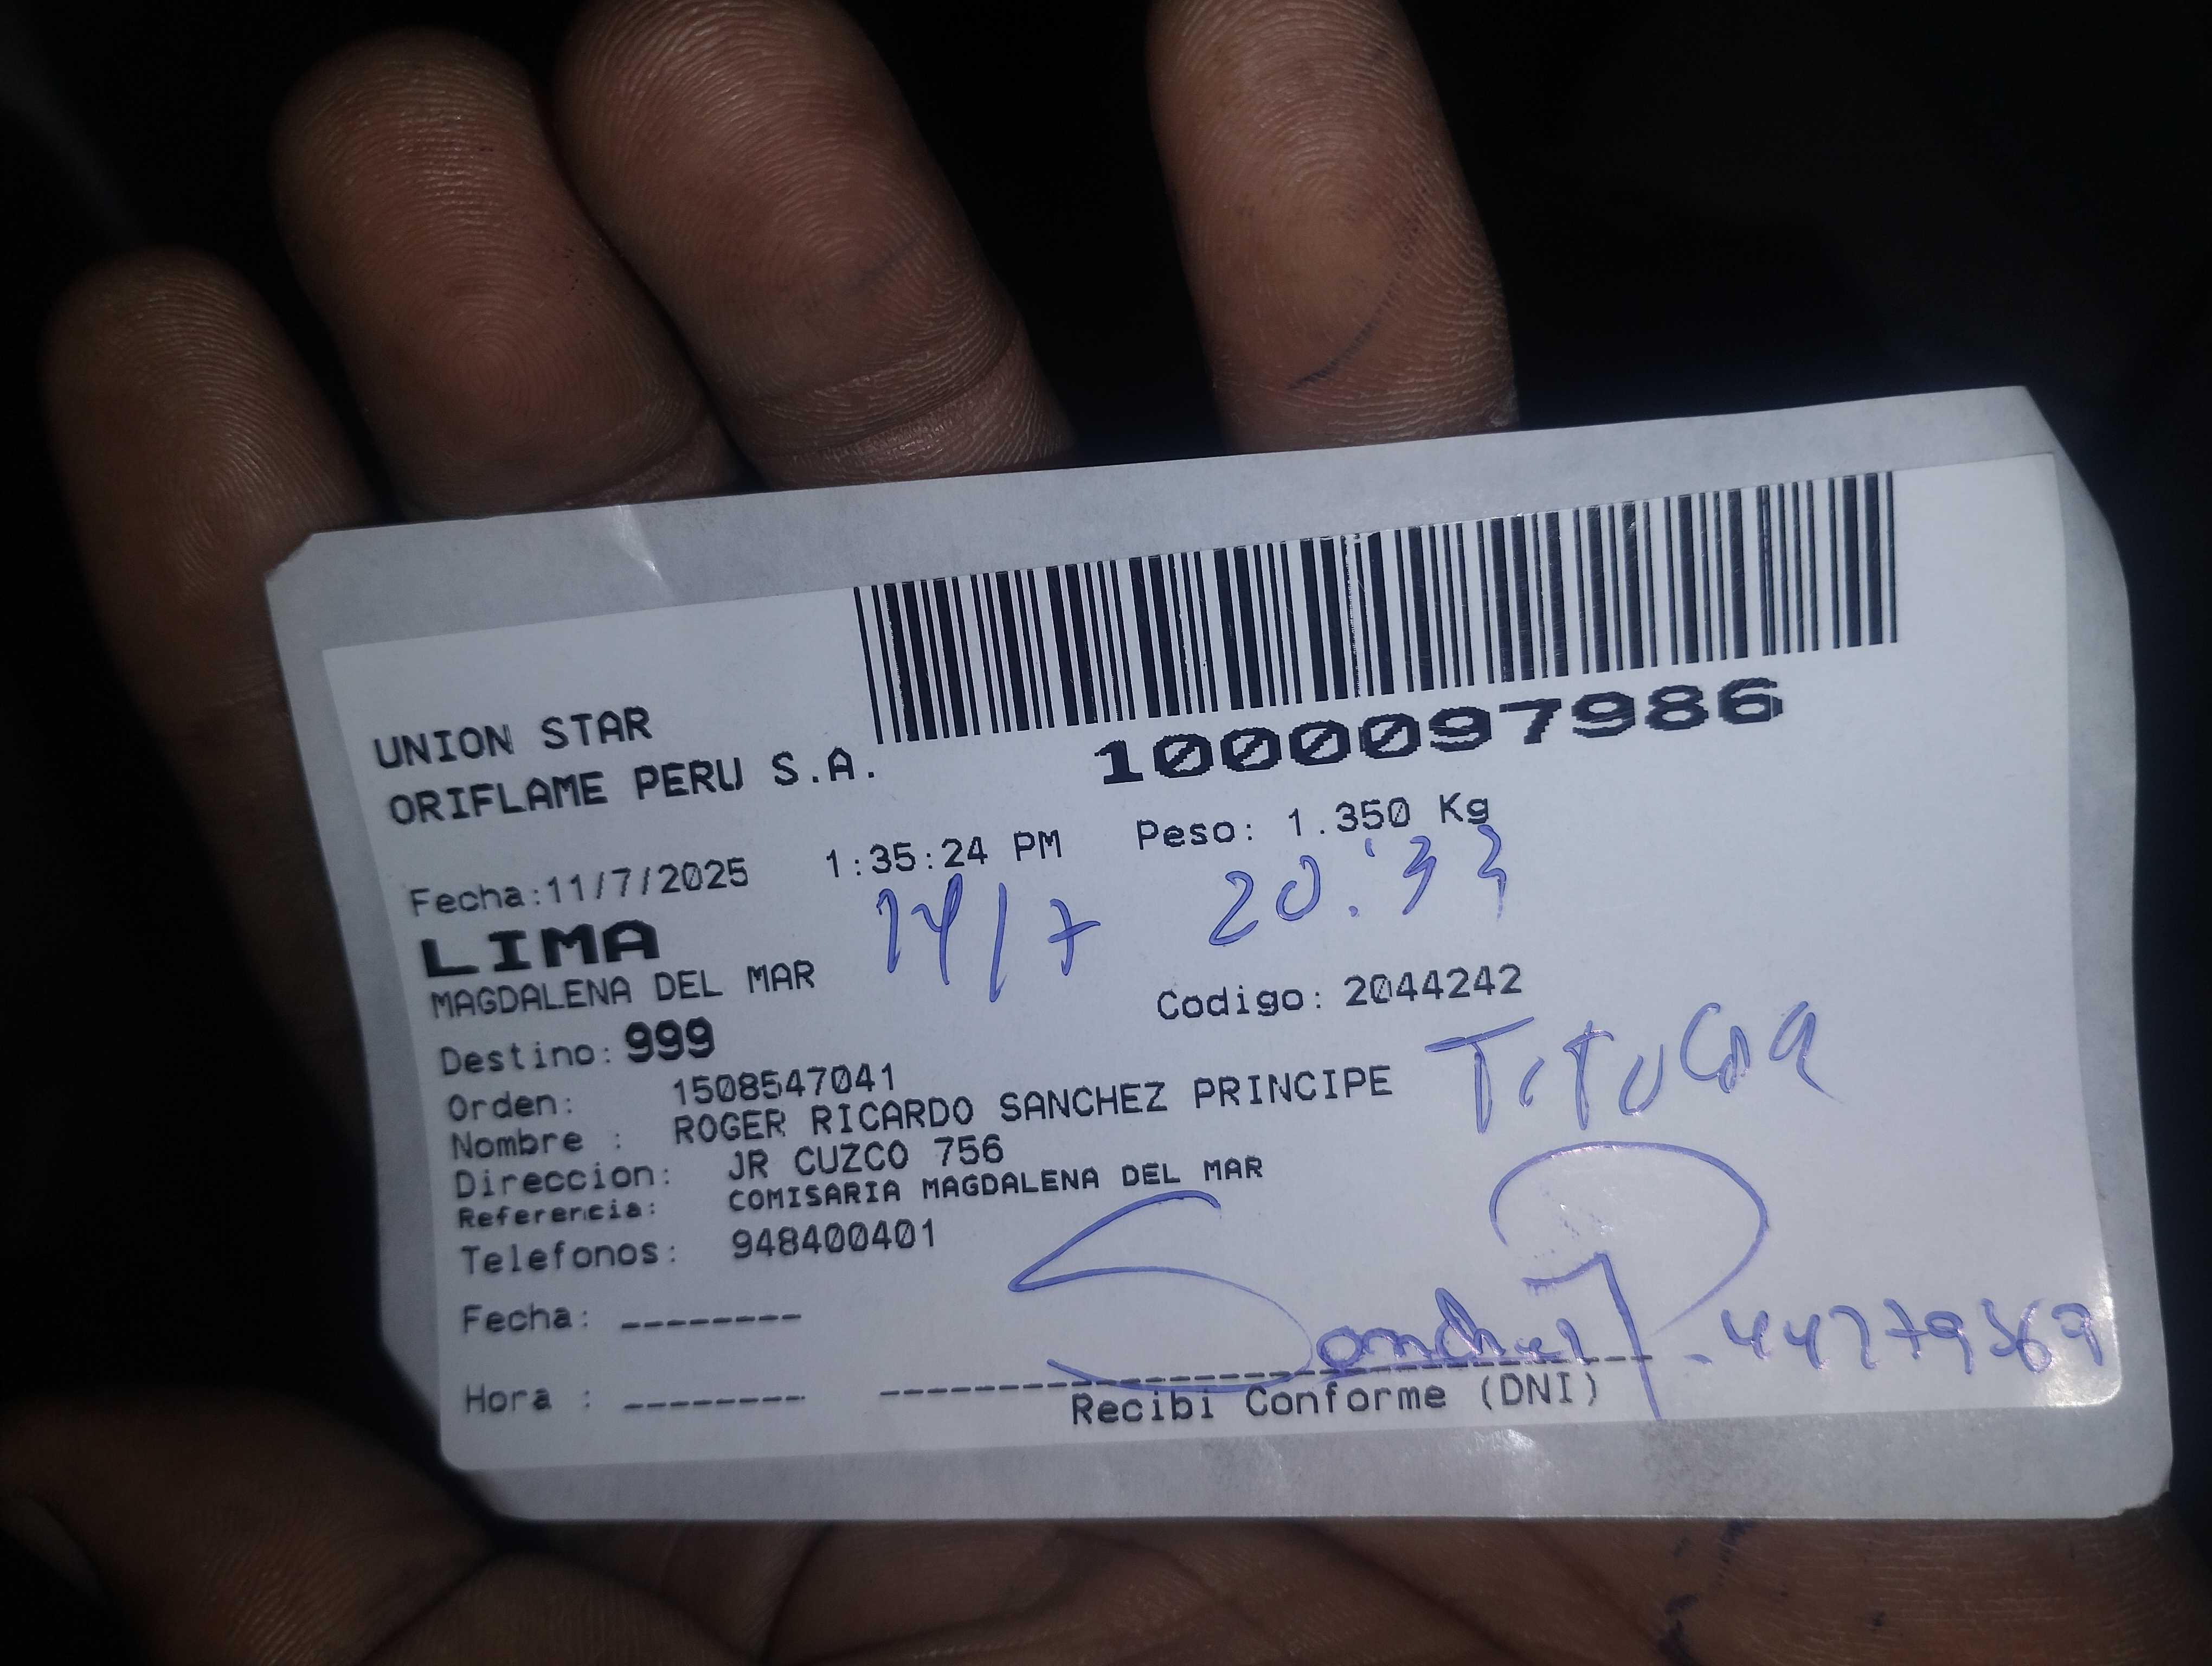 UNION STAR
ORIFLAME PERU S.A.
1000097986
Fecha:11/7/2025 1:35:24 PM Peso: 1.350 Kg
14/7 20:33
LIMA
MAGDALENA DEL MAR
Codigo: 2044242
Destino: 999
Orden: 1508547041
Nombre : ROGER RICARDO SANCHEZ PRINCIPE
Direccion: JR CUZCO 756
Referencia: COMISARIA MAGDALENA DEL MAR
Telefonos: 948400401
Fecha: --------
Sanchez P. 44279369
Hora : --------
Recibi Conforme (DNI)